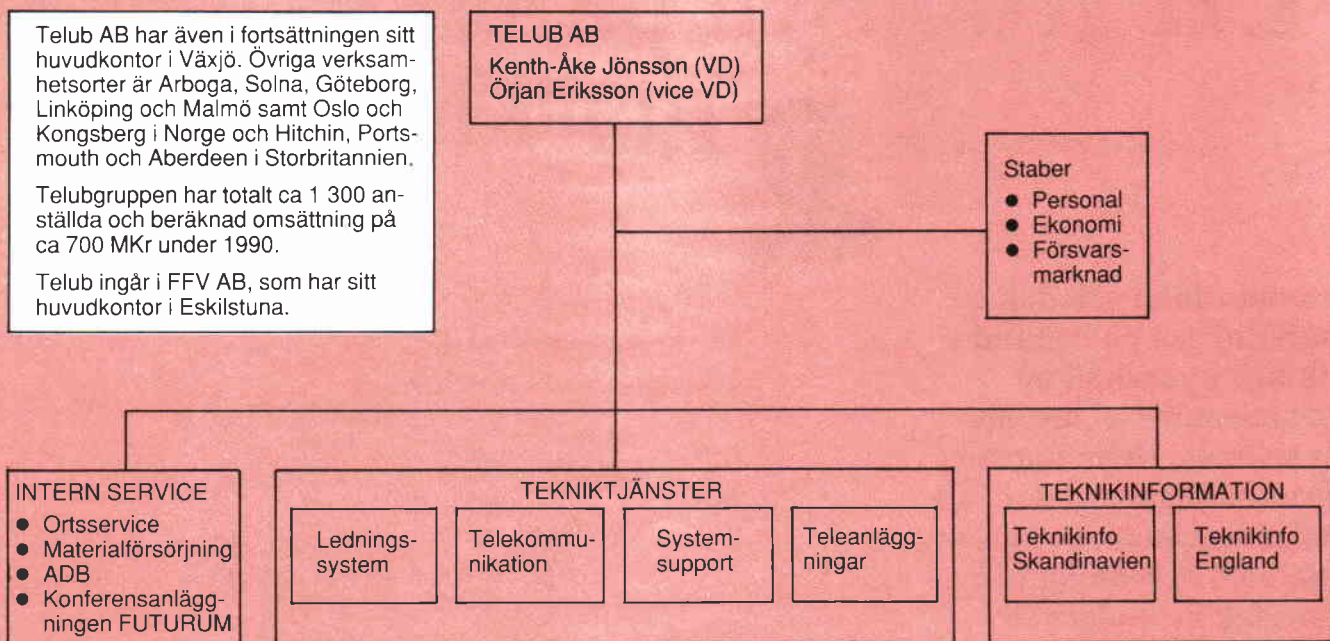 Telub AB har även i fortsättningen sitt
huvudkontor i Växjö. Övriga verksam-
hetsorter är Arboga, Solna, Göteborg,
Linköping och Malmö samt Oslo och
Kongsberg i Norge och Hitchin, Ports-
mouth och Aberdeen i Storbritannien.
Telubgruppen har totalt ca 1 300 an-
ställda och beräknad omsättning på
ca 700 MKr under 1990.
Telub ingår i FFV AB, som har sitt
huvudkontor i Eskilstuna.
TELUB AB
Kenth-Åke Jönsson (VD)
Örjan Eriksson (vice VD)
Staber
● Personal
● Ekonomi
● Försvars-
marknad
INTERN SERVICE
● Ortsservice
● Materialförsörjning
● ADB
● Konferensanlägg-
ningen FUTURUM
TEKNIKTJÄNSTER
Lednings-
system
Telekommu-
nikation
System-
support
Teleanlägg-
ningar
TEKNIKINFORMATION
Teknikinfo
Skandinavien
Teknikinfo
England